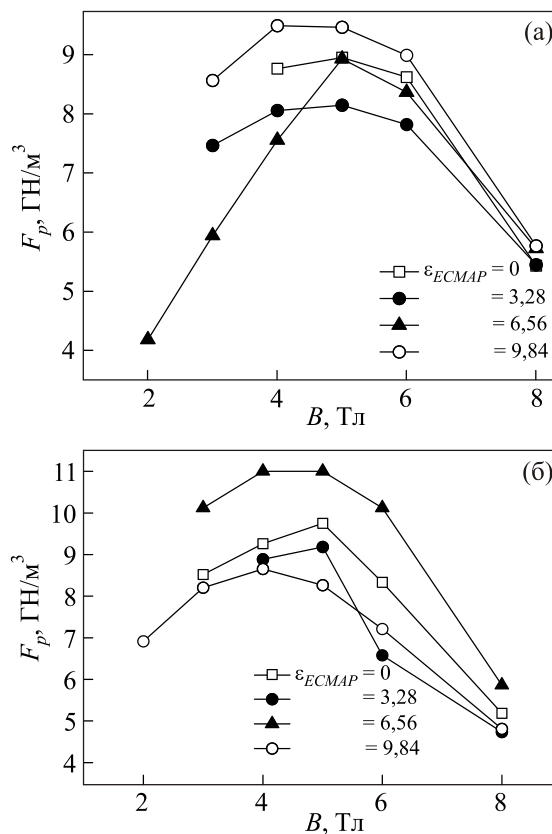 (а)
9
8
7
6
5
4
F_p, ГН/м³
ε_ECMAP = 0
= 3,28
= 6,56
= 9,84
2 4 6 8
B, Тл
(б)
11
10
9
8
7
6
5
4
F_p, ГН/м³
ε_ECMAP = 0
= 3,28
= 6,56
= 9,84
2 4 6 8
B, Тл